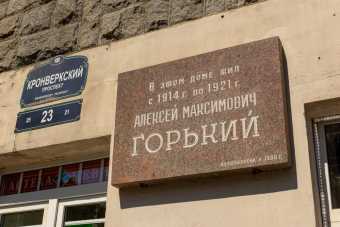 КРОНВЕРКСКИЙ
ПРОСПЕКТ
25 23 21
В ЭТОМ ДОМЕ ЖИЛ
С 1914 Г. ПО 1921 Г.
АЛЕКСЕЙ МАКСИМОВИЧ
ГОРЬКИЙ